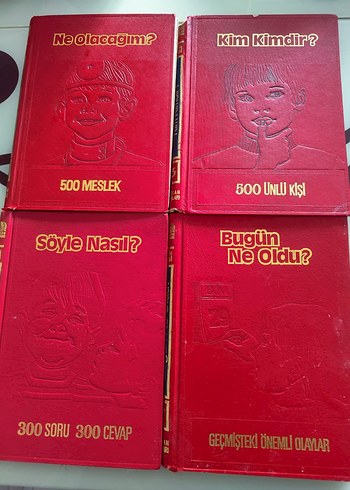 Ne Olacağım?
500 MESLEK
Kim Kimdir?
500 ÜNLÜ KİŞİ
Söyle Nasıl?
300 SORU 300 CEVAP
Bugün
Ne Oldu?
GEÇMİŞTEKİ ÖNEMLİ OLAYLAR